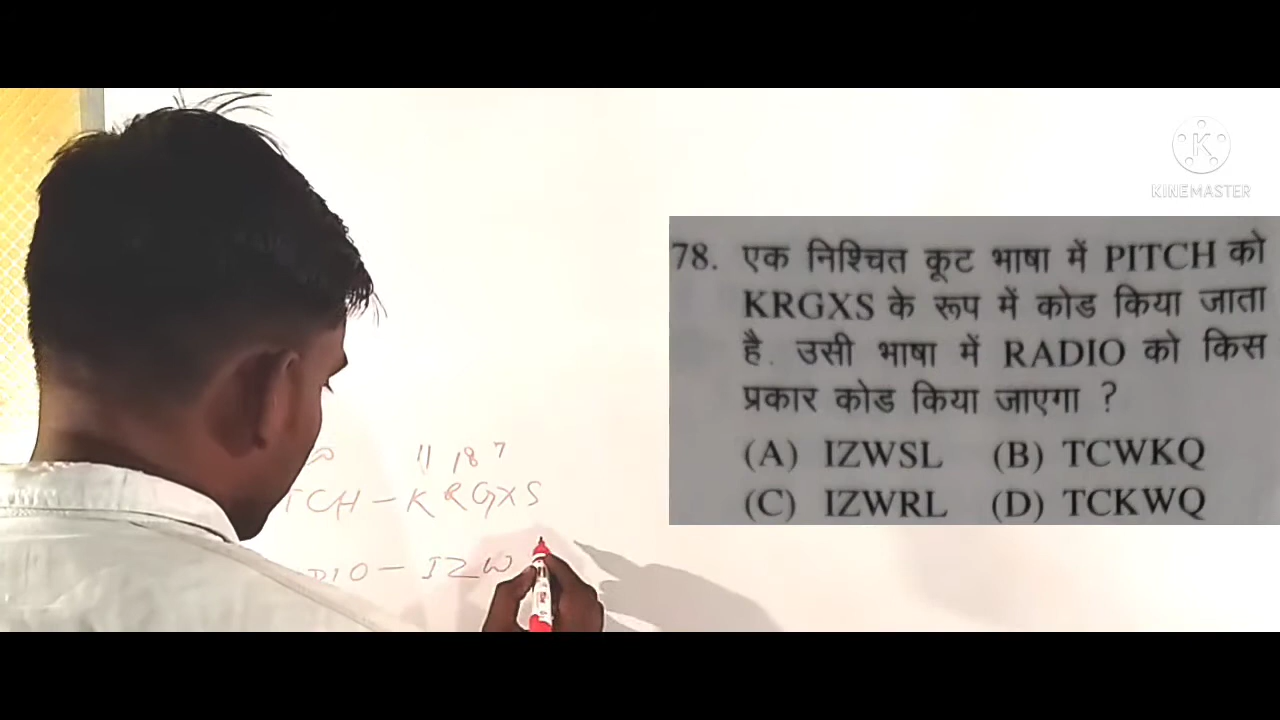 KINEMASTER
78. एक निश्चित कूट भाषा में PITCH को
KRGXS के रूप में कोड किया जाता
है. उसी भाषा में RADIO को किस
प्रकार कोड किया जाएगा ?
(A) IZWSL (B) TCWKQ
(C) IZWRL (D) TCKWQ
11 18 7
TCH - KRGXS
DIO - IZW